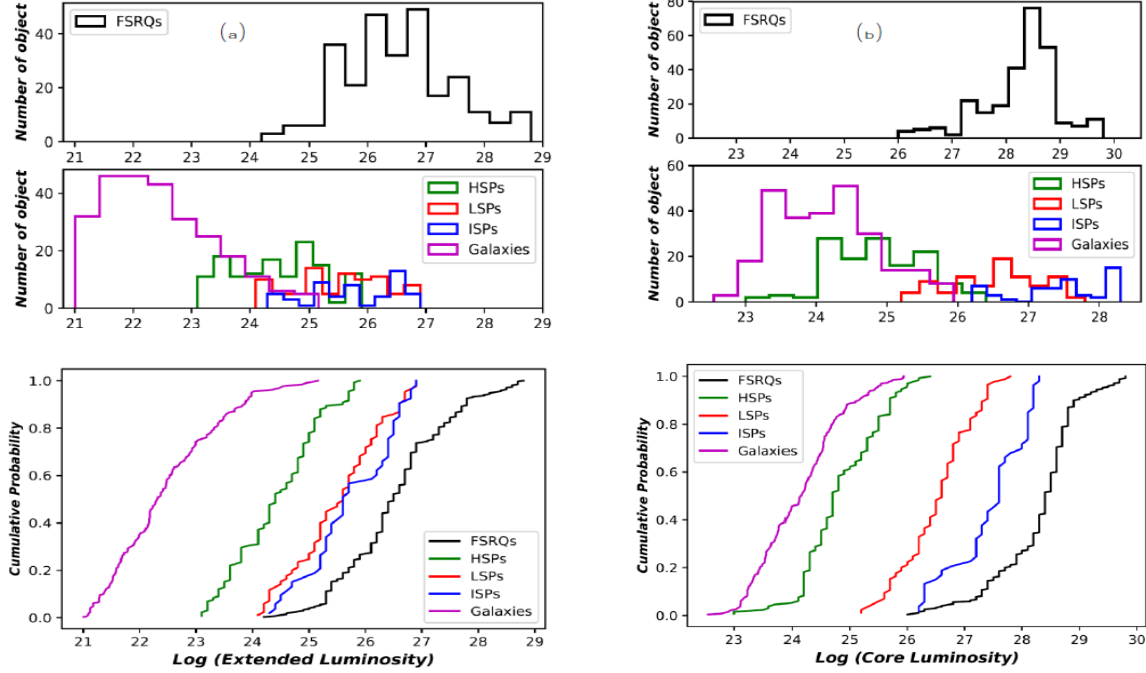 Number of object
40
20
0
FSRQs
(a)
21 22 23 24 25 26 27 28 29
Number of object
40
20
0
HSPs
LSPs
ISPs
Galaxies
21 22 23 24 25 26 27 28 29
Cumulative Probability
1.0
0.8
0.6
0.4
0.2
0.0
FSRQs
HSPs
LSPs
ISPs
Galaxies
21 22 23 24 25 26 27 28 29
Log (Extended Luminosity)
Number of object
80
60
40
20
0
FSRQs
(b)
23 24 25 26 27 28 29 30
Number of object
60
40
20
0
HSPs
LSPs
ISPs
Galaxies
23 24 25 26 27 28
Cumulative Probability
1.0
0.8
0.6
0.4
0.2
0.0
FSRQs
HSPs
LSPs
ISPs
Galaxies
23 24 25 26 27 28 29 30
Log (Core Luminosity)